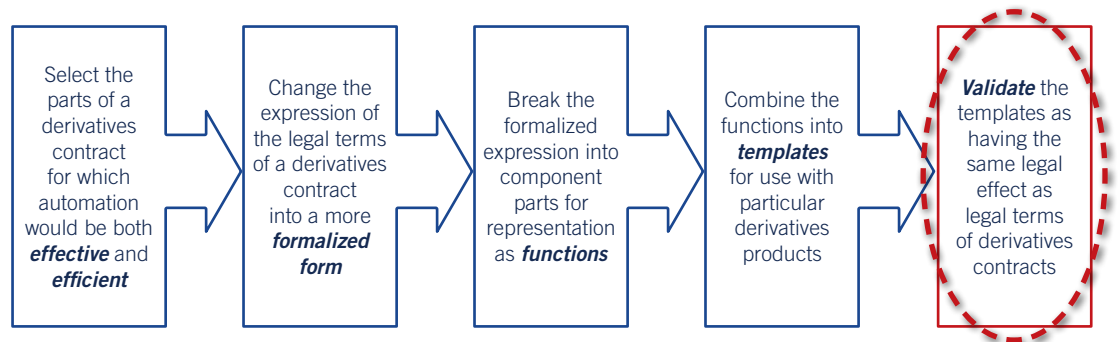 Select the
parts of a
derivatives
contract
for which
automation
would be both
effective and
efficient
Change the
expression of
the legal terms
of a derivatives
contract
into a more
formalized
form
Break the
formalized
expression into
component
parts for
representation
as functions
Combine the
functions into
templates
for use with
particular
derivatives
products
Validate the
templates as
having the
same legal
effect as
legal terms
of derivatives
contracts